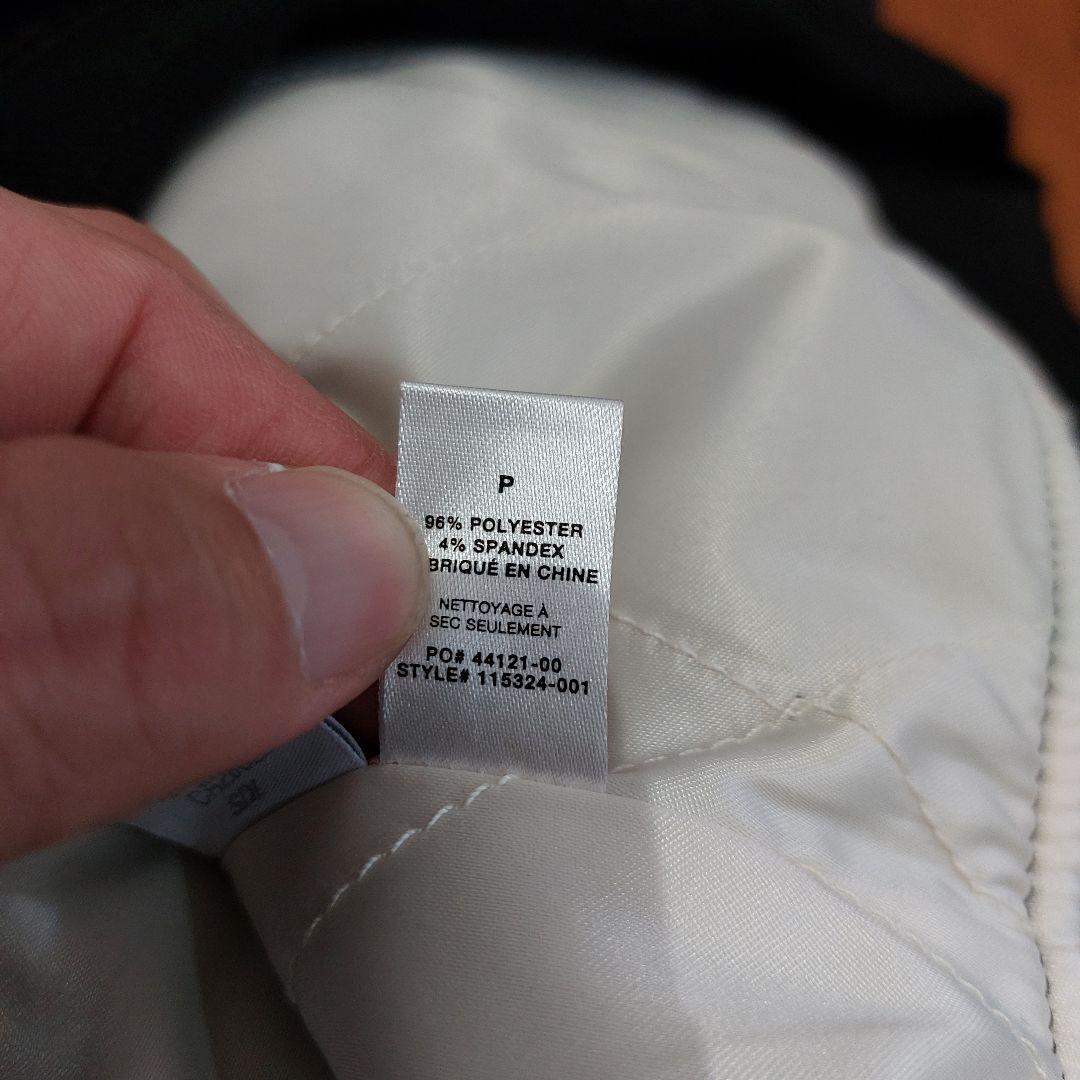 P
96% POLYESTER
4% SPANDEX
BRIQUÉ EN CHINE
NETTOYAGE À
SEC SEULEMENT
PO# 44121-00
STYLE# 115324-001